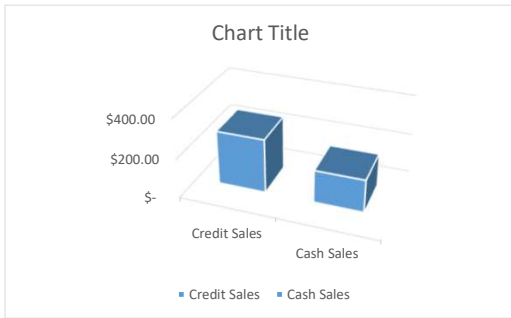 Chart Title
$400.00
$200.00
$-
Credit Sales
Cash Sales
Credit Sales Cash Sales